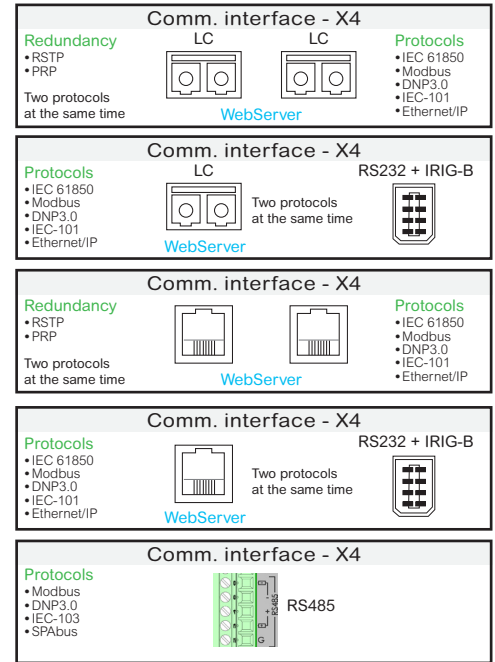 Comm. interface - X4
Redundancy
• RSTP
• PRP
Two protocols
at the same time
LC
LC
WebServer
Protocols
• IEC 61850
• Modbus
• DNP3.0
• IEC-101
• Ethernet/IP
Comm. interface - X4
Protocols
• IEC 61850
• Modbus
• DNP3.0
• IEC-101
• Ethernet/IP
LC
WebServer
Two protocols
at the same time
RS232 + IRIG-B
Comm. interface - X4
Redundancy
• RSTP
• PRP
Two protocols
at the same time
WebServer
Protocols
• IEC 61850
• Modbus
• DNP3.0
• IEC-101
• Ethernet/IP
Comm. interface - X4
Protocols
• IEC 61850
• Modbus
• DNP3.0
• IEC-101
• Ethernet/IP
WebServer
Two protocols
at the same time
RS232 + IRIG-B
Comm. interface - X4
Protocols
• Modbus
• DNP3.0
• IEC-103
• SPAbus
B
- +
B
G
RS485
RS485